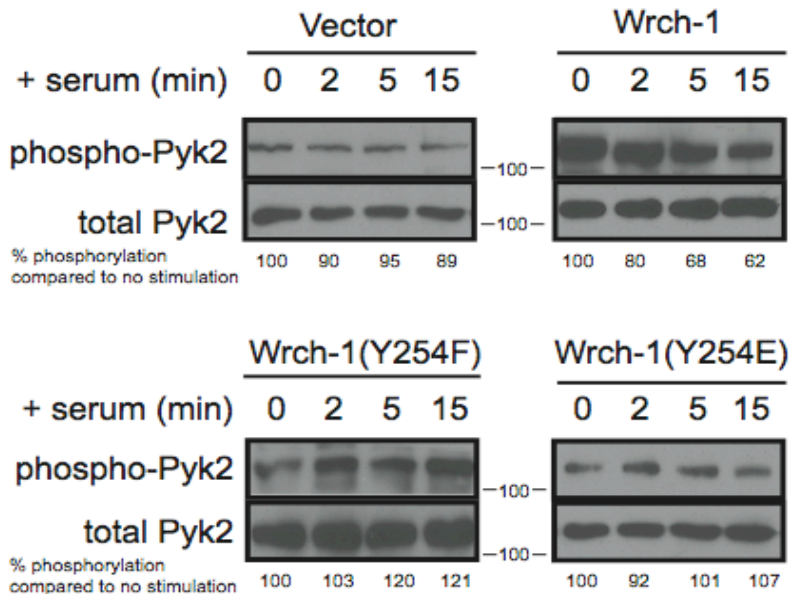 Vector Wrch-1
+ serum (min) 0 2 5 15 0 2 5 15
phospho-Pyk2 —100—
total Pyk2 —100—
% phosphorylation
compared to no stimulation 100 90 95 89 100 80 68 62
Wrch-1(Y254F) Wrch-1(Y254E)
+ serum (min) 0 2 5 15 0 2 5 15
phospho-Pyk2 —100—
total Pyk2 —100—
% phosphorylation
compared to no stimulation 100 103 120 121 100 92 101 107